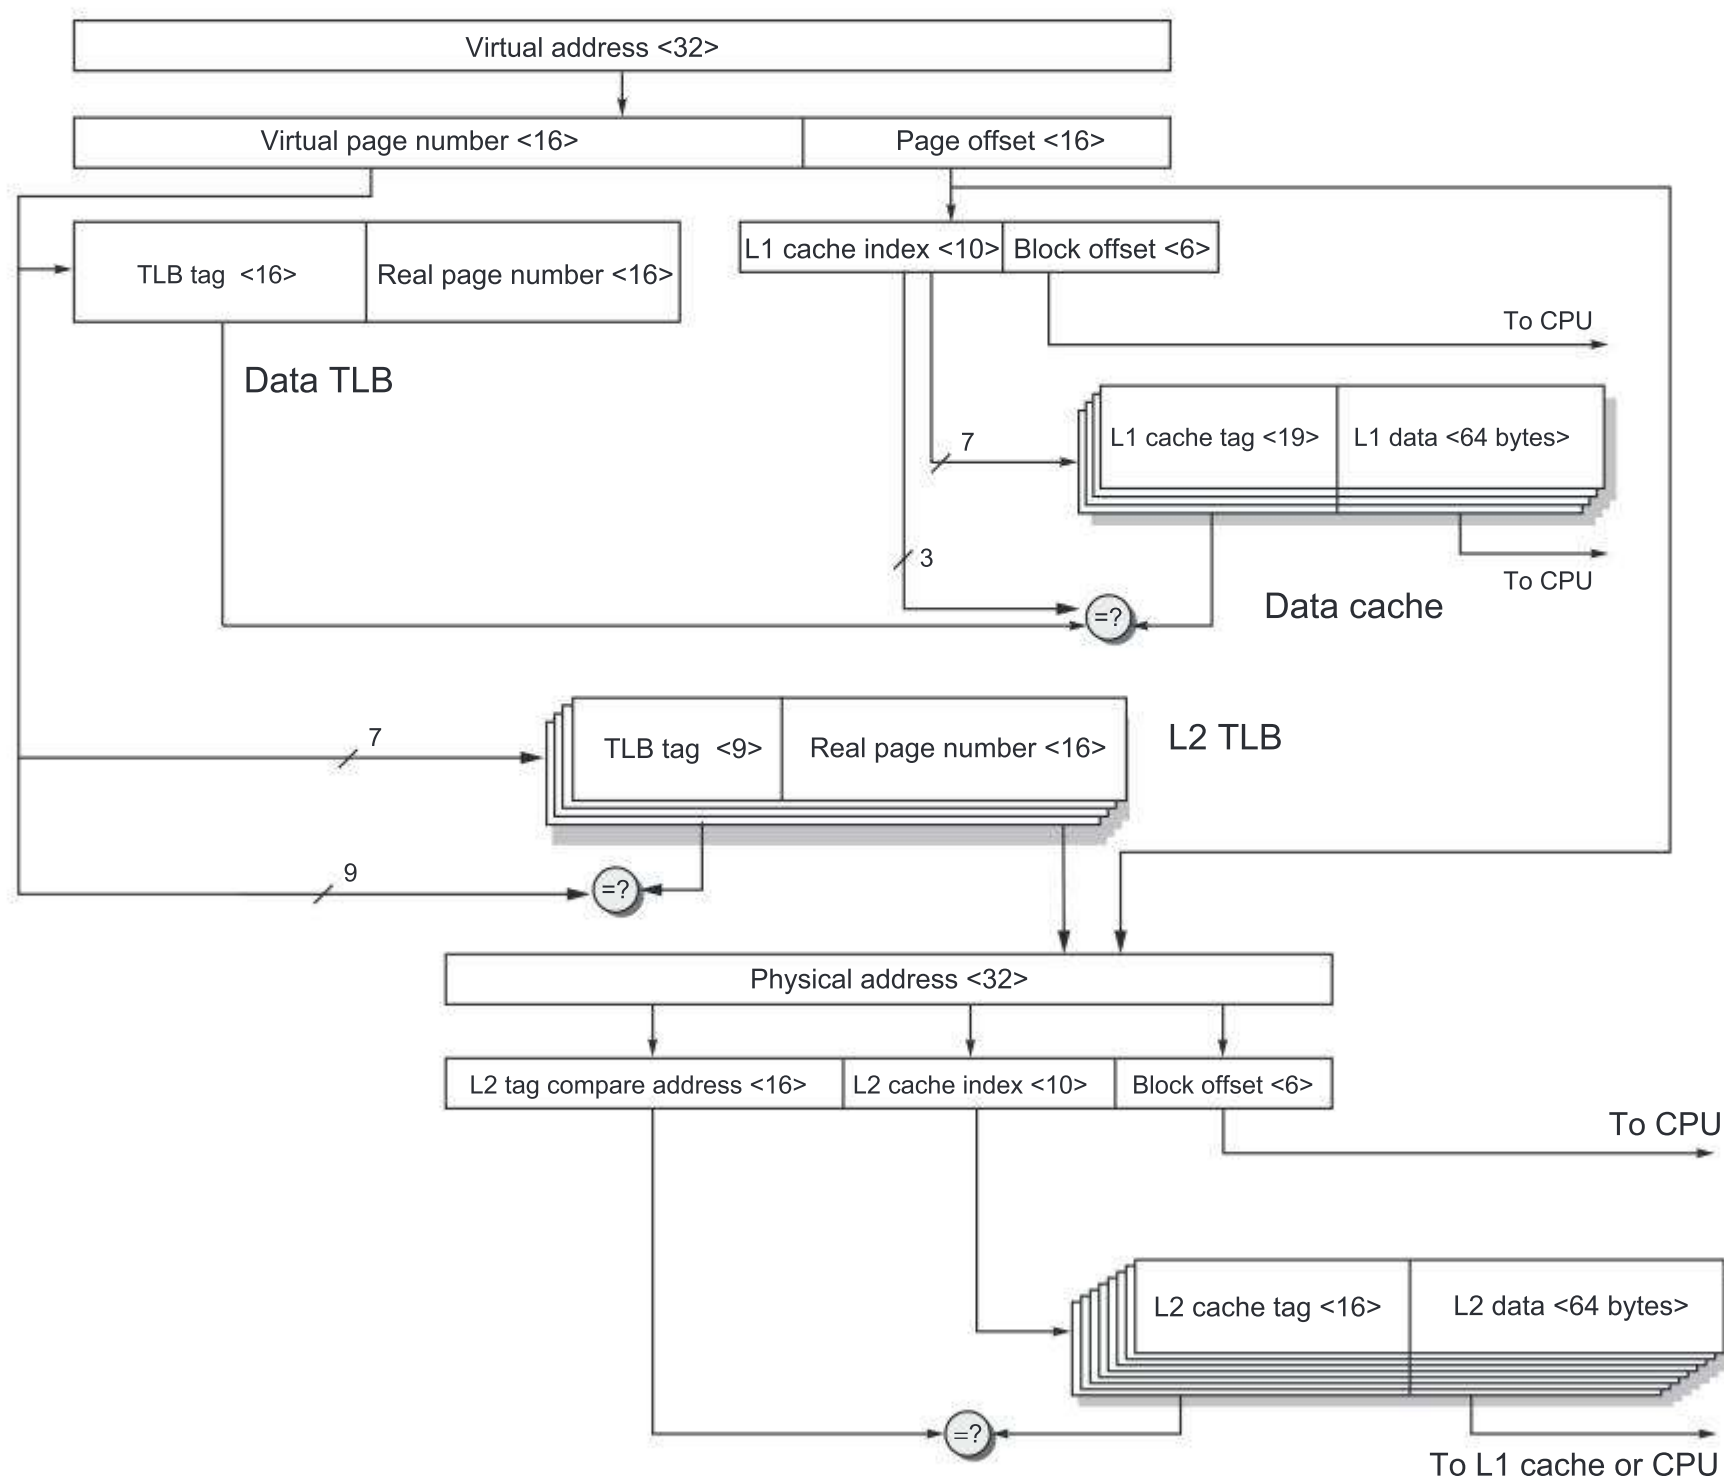 Virtual address <32>
Virtual page number <16>
Page offset <16>
TLB tag <16>
Real page number <16>
L1 cache index <10>
Block offset <6>
To CPU
Data TLB
L1 cache tag <19>
L1 data <64 bytes>
7
3
To CPU
=?
Data cache
7
TLB tag <9>
Real page number <16>
L2 TLB
9
=?
Physical address <32>
L2 tag compare address <16>
L2 cache index <10>
Block offset <6>
To CPU
L2 cache tag <16>
L2 data <64 bytes>
=?
To L1 cache or CPU